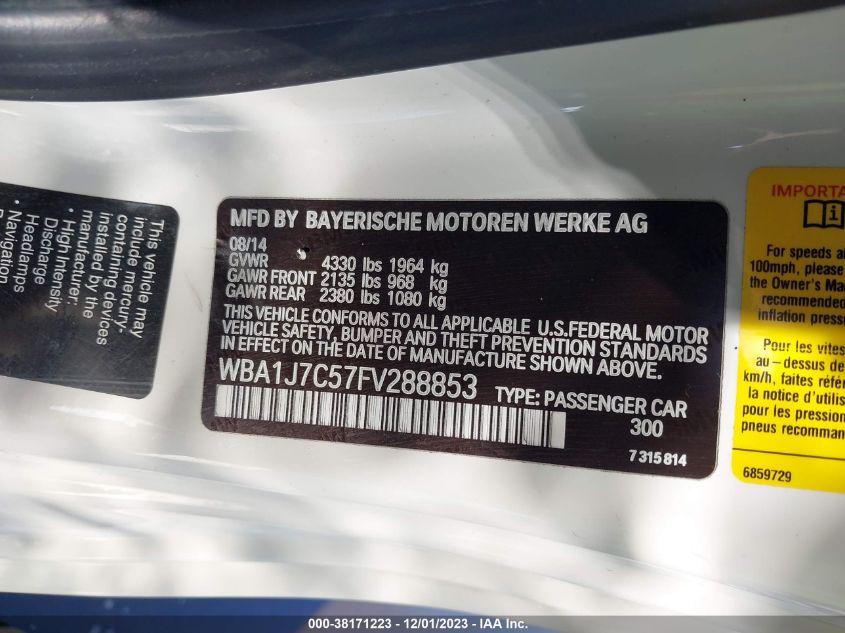 This vehicle may
contain mercury-
containing devices
installed by the
manufacturer:
• High Intensity
Discharge
Headlamps
Navigation
MFD BY BAYERISCHE MOTOREN WERKE AG
08/14
GVWR 4330 lbs 1964 kg
GAWR FRONT 2135 lbs 968 kg
GAWR REAR 2380 lbs 1080 kg
THIS VEHICLE CONFORMS TO ALL APPLICABLE U.S.FEDERAL MOTOR
VEHICLE SAFETY, BUMPER AND THEFT PREVENTION STANDARDS
IN EFFECT ON THE DATE OF MANUFACTURE SHOWN ABOVE.
WBA1J7C57FV288853 TYPE: PASSENGER CAR
300
7 315 814
IMPORTA
For speeds a
100mph, please
the Owner's Ma
recommended
inflation press
Pour les vites
au – dessus de
km/h, faites réfé
la notice d'utilis
pour les pression
pneus recomman
6859729
000-38171223 - 12/01/2023 - IAA Inc.